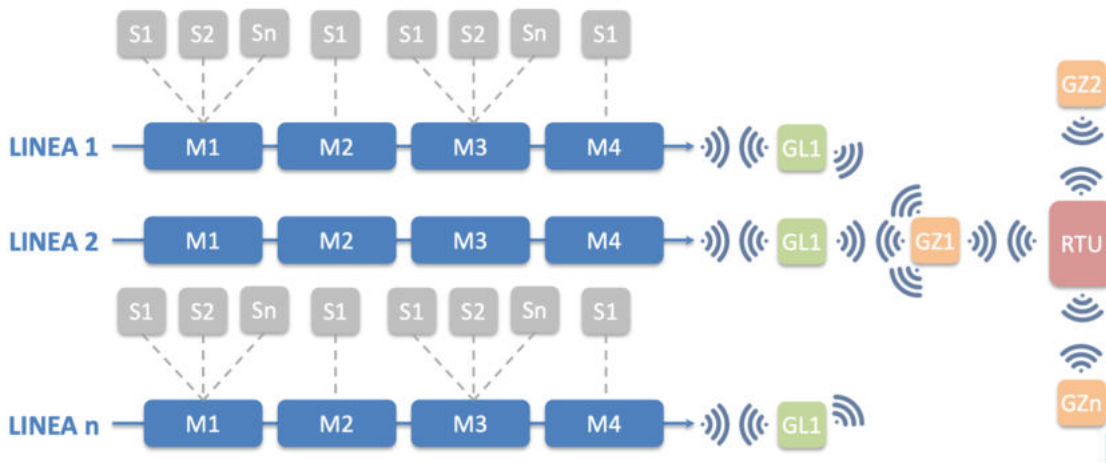 S1 S2 Sn S1 S1 S2 Sn S1
GZ2
LINEA 1 M1 M2 M3 M4 GL1
LINEA 2 M1 M2 M3 M4 GL1 GZ1 RTU
S1 S2 Sn S1 S1 S2 Sn S1
LINEA n M1 M2 M3 M4 GL1
GZn